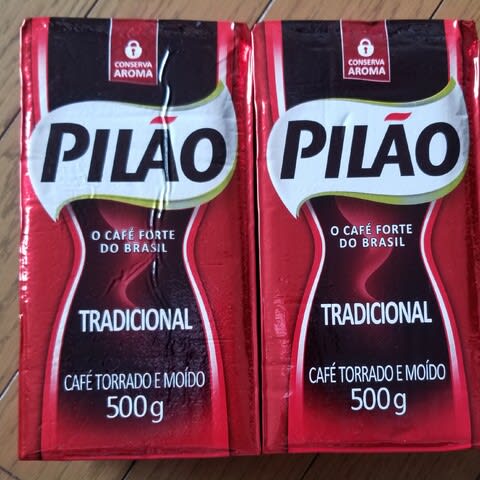 CONSERVA
AROMA
PILÃO
O CAFÉ FORTE
DO BRASIL
TRADICIONAL
CAFÉ TORRADO E MOÍDO
500g
CONSERVA
AROMA
PILÃO
O CAFÉ FORTE
DO BRASIL
TRADICIONAL
CAFÉ TORRADO E MOÍDO
500g